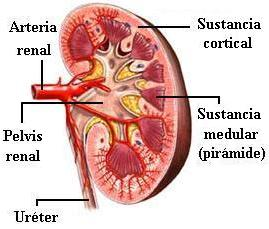 Arteria
renal
Sustancia
cortical
Pelvis
renal
Sustancia
medular
(pirámide)
Uréter